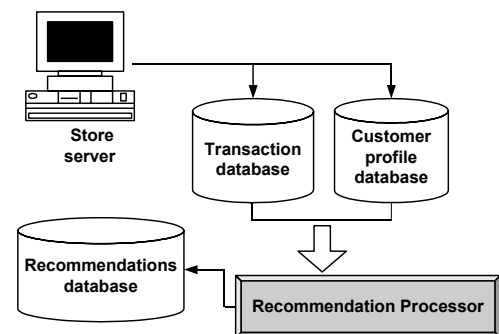 Store
server
Transaction
database
Customer
profile
database
Recommendations
database
Recommendation Processor